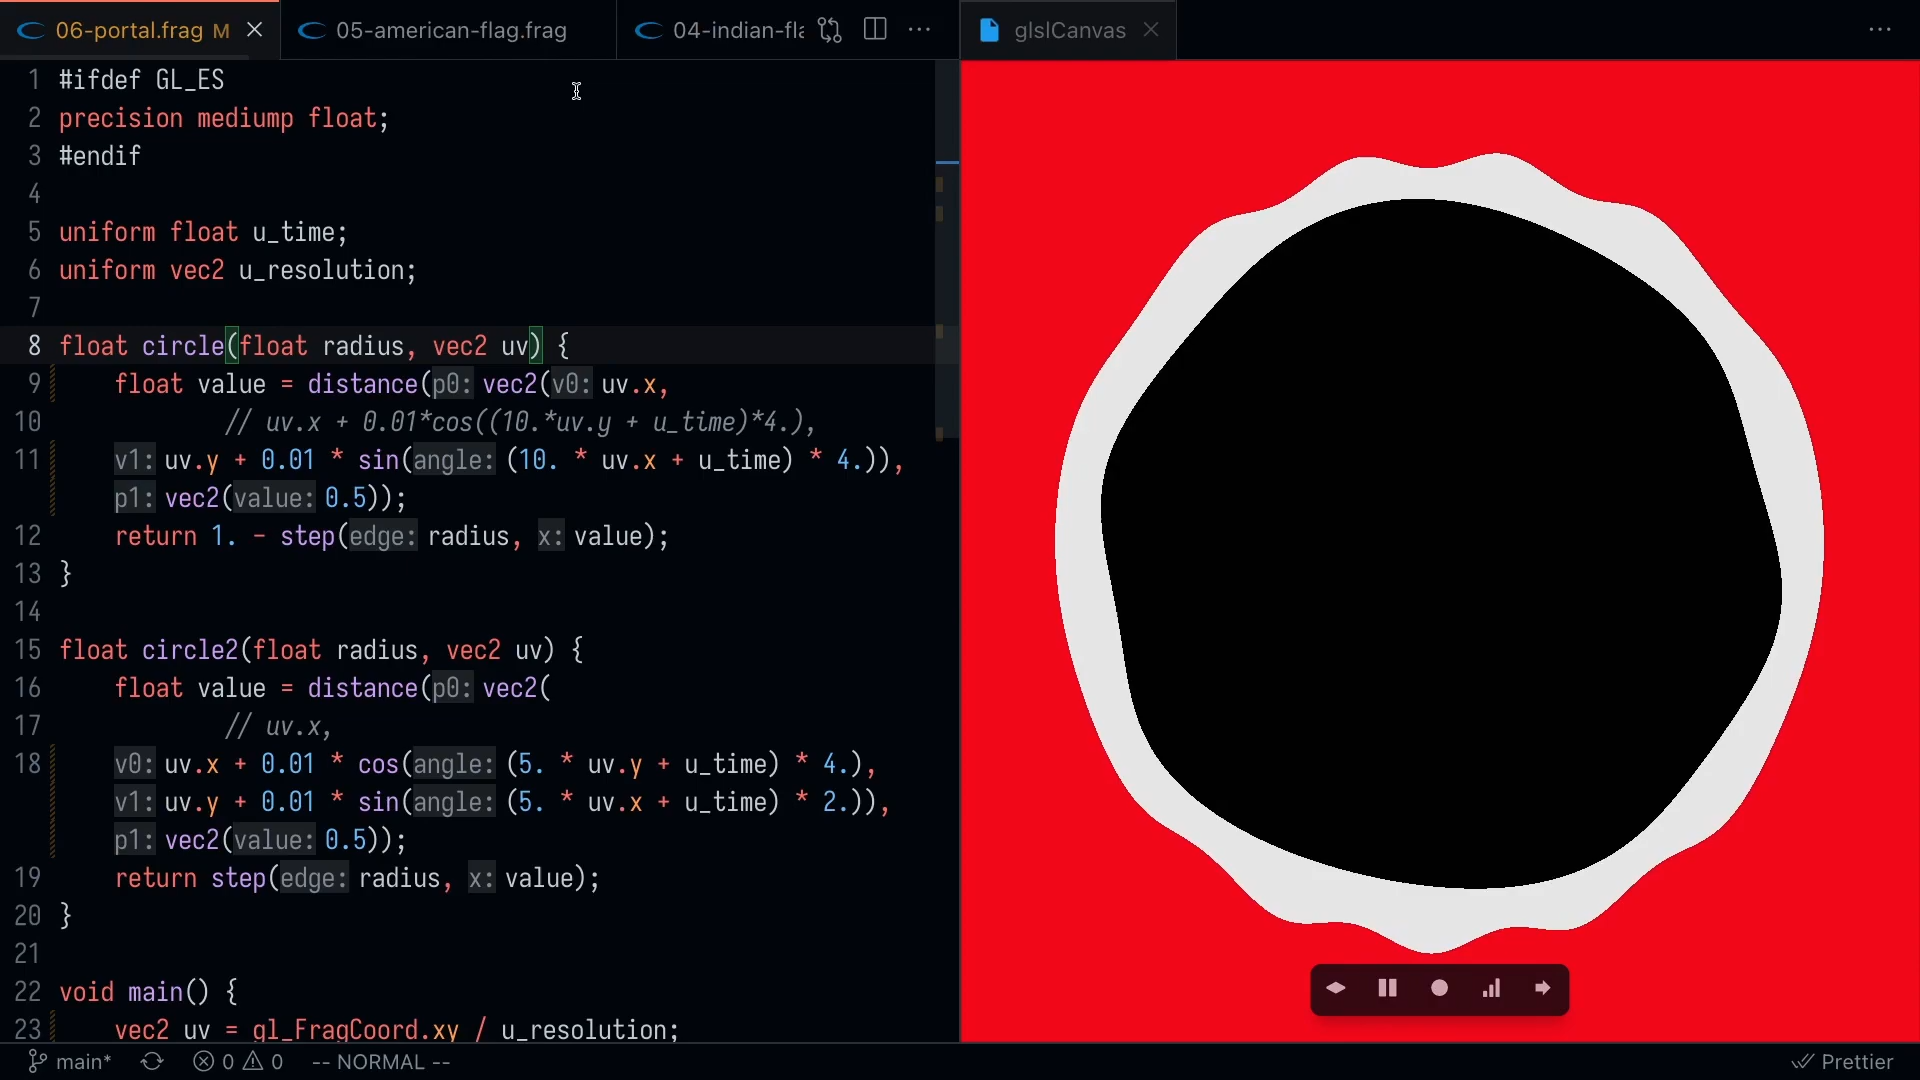 06-portal.frag M
05-american-flag.frag
04-indian-fla
glslCanvas
1 #ifdef GL_ES
2 precision mediump float;
3 #endif
4
5 uniform float u_time;
6 uniform vec2 u_resolution;
7
8 float circle(float radius, vec2 uv) {
9 float value = distance(p0: vec2(v0: uv.x,
10 // uv.x + 0.01*cos((10.*uv.y + u_time)*4.),
11 v1: uv.y + 0.01 * sin(angle: (10. * uv.x + u_time) * 4.)),
p1: vec2(value: 0.5));
12 return 1. - step(edge: radius, x: value);
13 }
14
15 float circle2(float radius, vec2 uv) {
16 float value = distance(p0: vec2(
17 // uv.x,
18 v0: uv.x + 0.01 * cos(angle: (5. * uv.y + u_time) * 4.),
v1: uv.y + 0.01 * sin(angle: (5. * uv.x + u_time) * 2.)),
p1: vec2(value: 0.5));
19 return step(edge: radius, x: value);
20 }
21
22 void main() {
23 vec2 uv = gl_FragCoord.xy / u_resolution;
main* 0 0 -- NORMAL --
Prettier